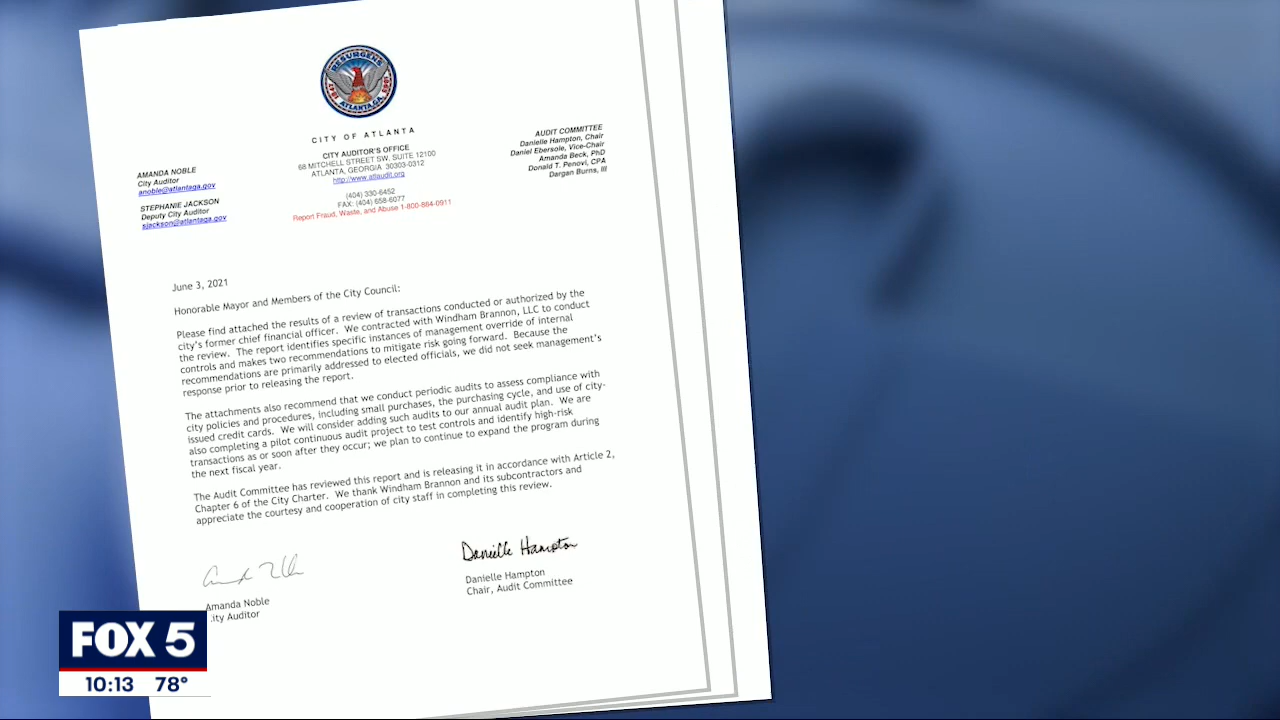 RESURGENS
1847 1865
ATLANTA, GA.
CITY OF ATLANTA
CITY AUDITOR'S OFFICE
68 MITCHELL STREET SW, SUITE 12100
ATLANTA, GEORGIA 30303-0312
http://www.atlaudit.org
(404) 330-6452
FAX: (404) 658-6077
Report Fraud, Waste, and Abuse 1-800-884-0911
AMANDA NOBLE
City Auditor
anoble@atlantaga.gov
STEPHANIE JACKSON
Deputy City Auditor
sjackson@atlantaga.gov
AUDIT COMMITTEE
Danielle Hampton, Chair
Daniel Ebersole, Vice-Chair
Amanda Beck, PhD
Donald T. Penovi, CPA
Dargan Burns, III
June 3, 2021
Honorable Mayor and Members of the City Council:
Please find attached the results of a review of transactions conducted or authorized by the
city's former chief financial officer. We contracted with Windham Brannon, LLC to conduct
the review. The report identifies specific instances of management override of internal
controls and makes two recommendations to mitigate risk going forward. Because the
recommendations are primarily addressed to elected officials, we did not seek management's
response prior to releasing the report.
The attachments also recommend that we conduct periodic audits to assess compliance with
city policies and procedures, including small purchases, the purchasing cycle, and use of city-
issued credit cards. We will consider adding such audits to our annual audit plan. We are
also completing a pilot continuous audit project to test controls and identify high-risk
transactions as or soon after they occur; we plan to continue to expand the program during
the next fiscal year.
The Audit Committee has reviewed this report and is releasing it in accordance with Article 2,
Chapter 6 of the City Charter. We thank Windham Brannon and its subcontractors and
appreciate the courtesy and cooperation of city staff in completing this review.
Danielle Hampton
Amanda Noble
ity Auditor
Danielle Hampton
Chair, Audit Committee
FOX 5
10:13 78°